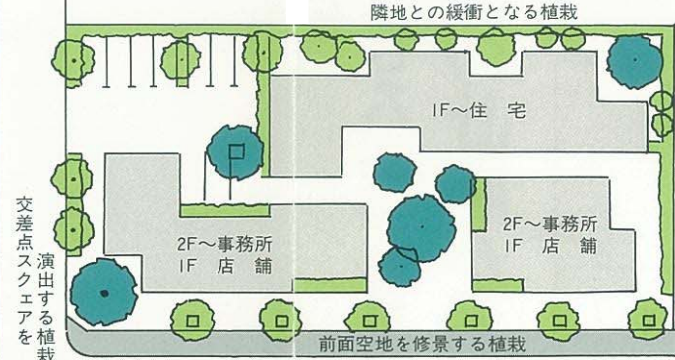 隣地との緩衝となる植栽
1F〜住 宅
2F〜事務所
1F 店 舗
2F〜事務所
1F 店 舗
交差点スクェアを
演出する植栽
前面空地を修景する植栽